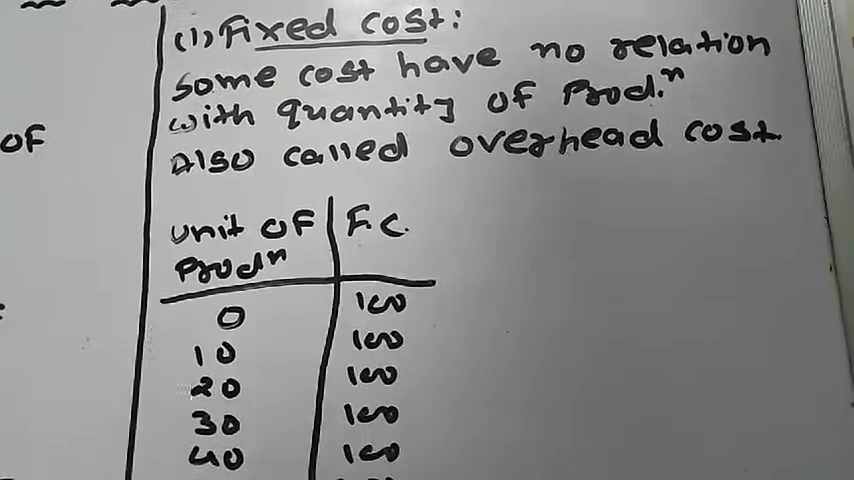 (1) Fixed cost:
some cost have no relation
with quantity of Prod.ⁿ
Also called overhead cost
OF
unit of Prodⁿ | F.C.
0 | 100
10 | 100
20 | 100
30 | 100
40 | 100